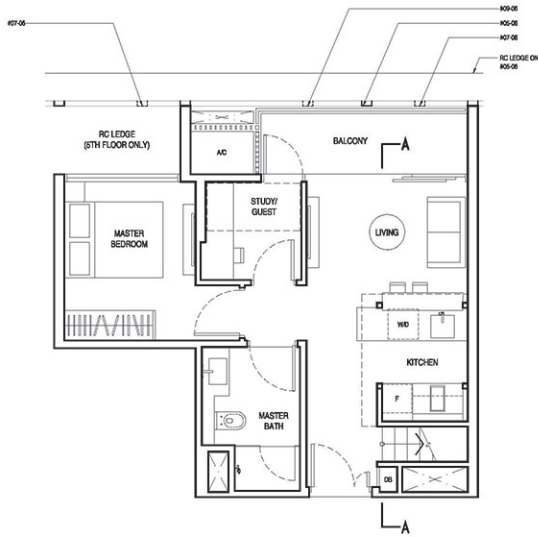 #09-08
#07-05
#05-08
#07-08
RC LEDGE ON
#05-08
RC LEDGE
(5TH FLOOR ONLY)
A/C
BALCONY
A
STUDY/
GUEST
MASTER
BEDROOM
LIVING
W/D
KITCHEN
F
MASTER
BATH
DB
A